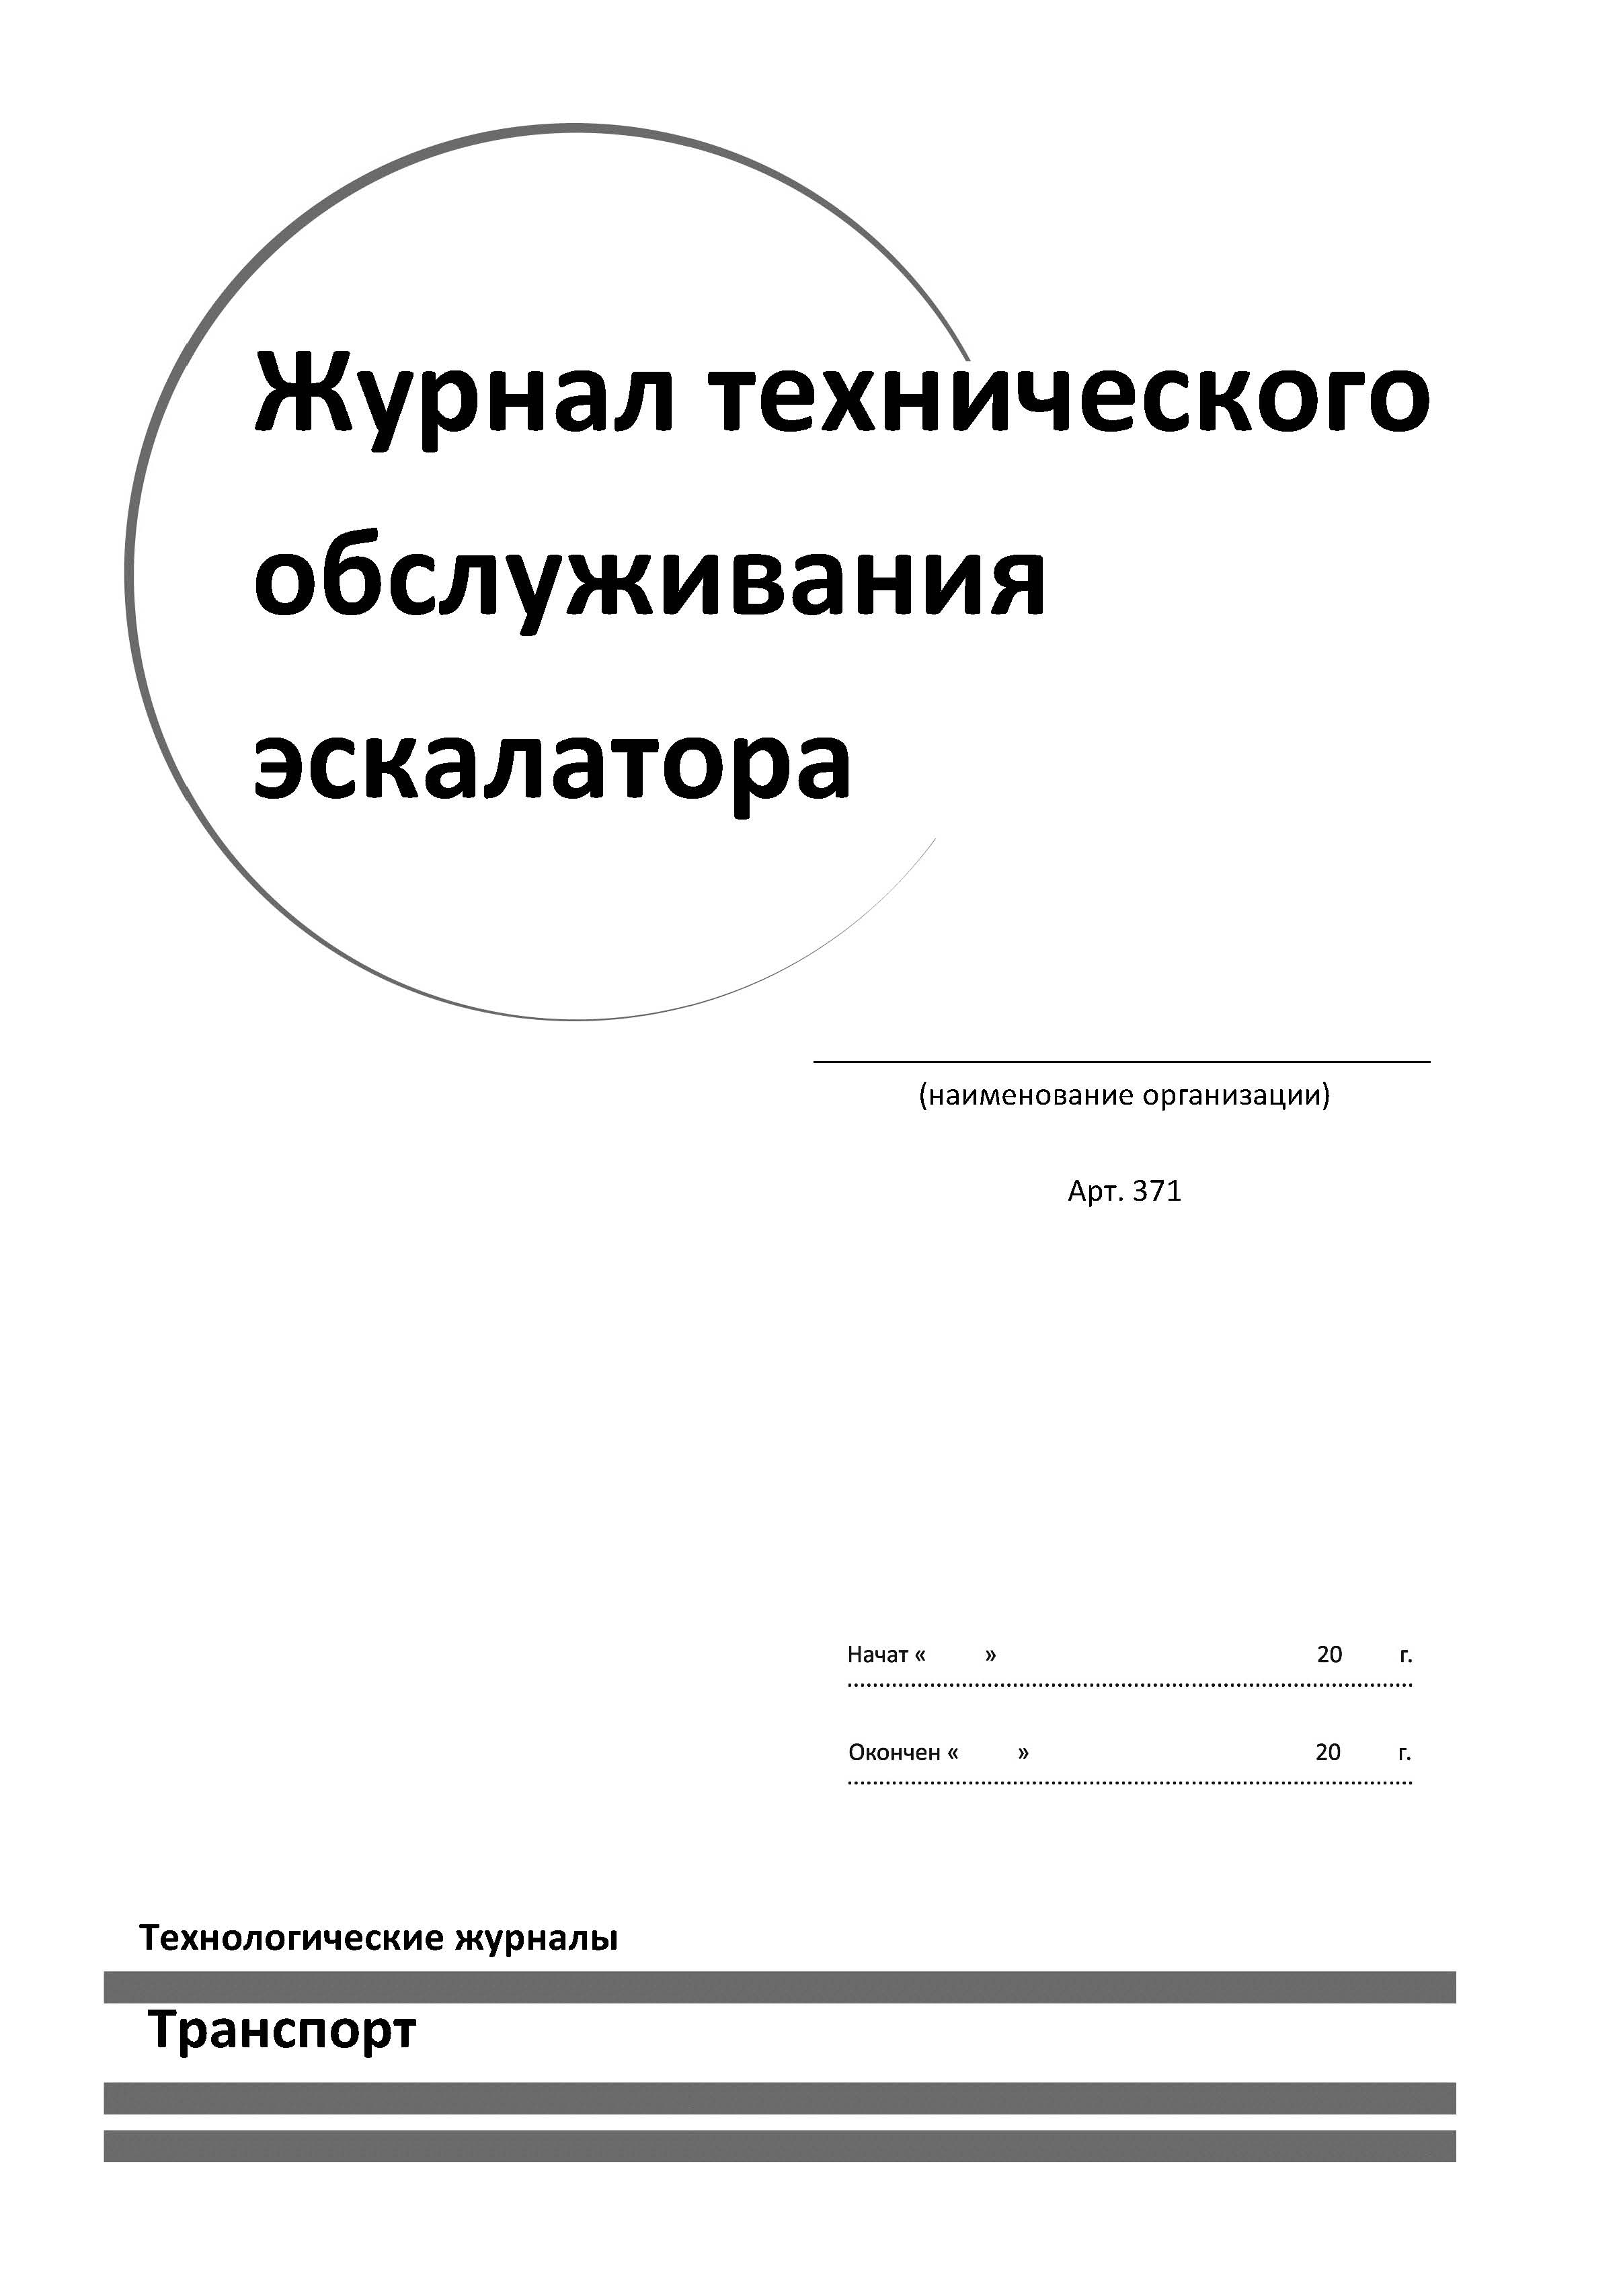 Журнал технического
обслуживания
эскалатора
(наименование организации)
Арт. 371
Начат « » 20 г.
Окончен « » 20 г.
Технологические журналы
Транспорт